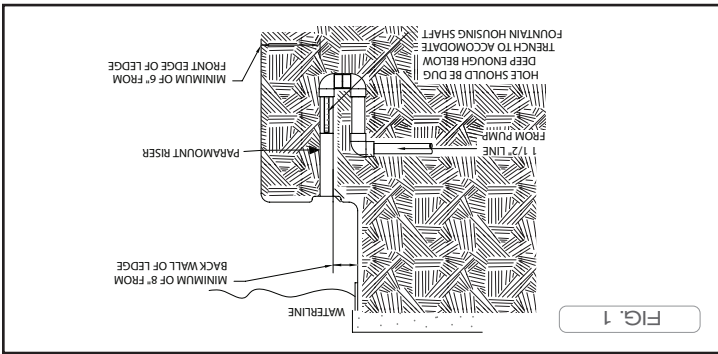 FIG. 1
WATERLINE
MINIMUM OF 8" FROM
BACK WALL OF LEDGE
PARAMOUNT RISER
1 1/2" LINE
FROM PUMP
HOLE SHOULD BE DUG
DEEP ENOUGH BELOW
TRENCH TO ACCOMODATE
FOUNTAIN HOUSING SHAFT
MINIMUM OF 6" FROM
FRONT EDGE OF LEDGE